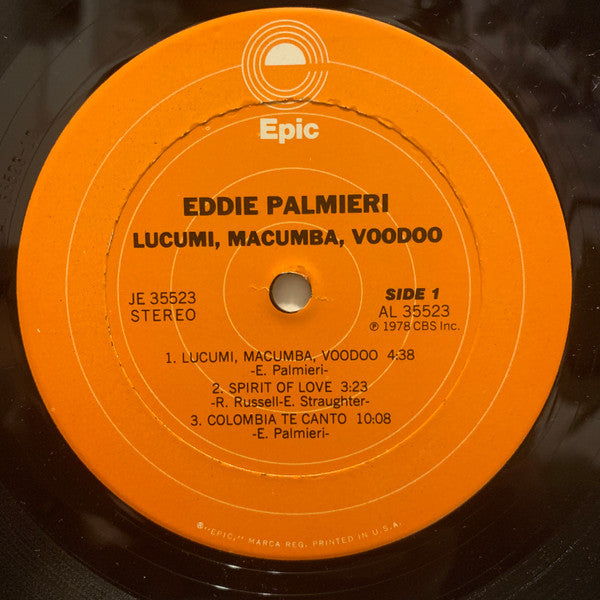 Epic
EDDIE PALMIERI
LUCUMI, MACUMBA, VOODOO
JE 35523
STEREO
SIDE 1
AL 35523
℗ 1978 CBS Inc.
1. LUCUMI, MACUMBA, VOODOO 4:38
-E. Palmieri-
2. SPIRIT OF LOVE 3:23
-R. Russell-E. Straughter-
3. COLOMBIA TE CANTO 10:08
-E. Palmieri-
®"EPIC," MARCA REG. PRINTED IN U.S.A.